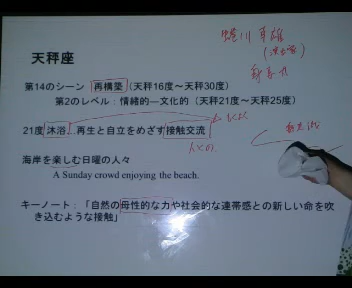 天秤座
第14のシーン 再構塾（天秤16度〜天秤30度）
第2のレベル：情緒的―文化的（天秤21度〜天秤25度）
21度 沐浴…再生と自立をめざす接触交流
海岸を楽しむ日曜の人々
A Sunday crowd enjoying the beach.
キーノート：「自然の母性的な力や社会的な連帯感との新しい命を吹
き込むような接触」